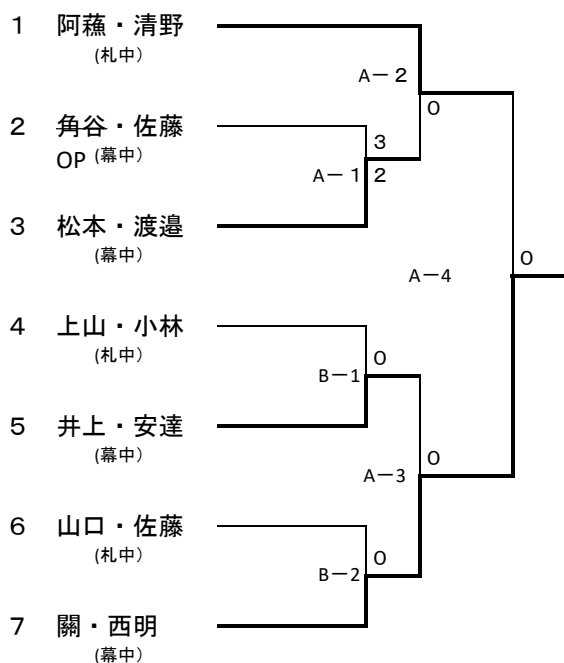 1 阿蘓・清野
(札中)
A－2
0
2 角谷・佐藤
OP (幕中)
3
A－1 2
3 松本・渡邉
(幕中)
0
A－4
4 上山・小林
(札中)
0
B－1
5 井上・安達
(幕中)
0
A－3
6 山口・佐藤
(札中)
0
B－2
7 關・西明
(幕中)